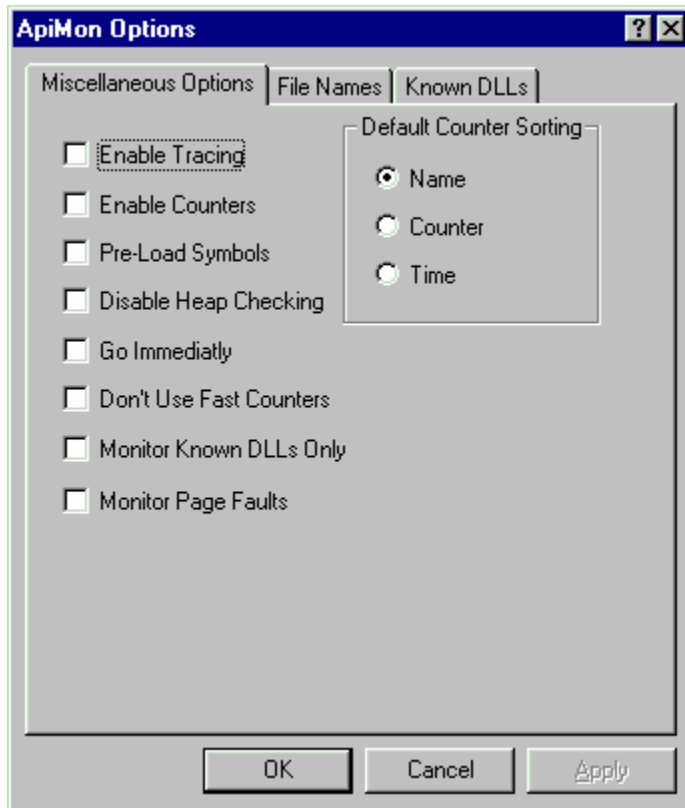 ApiMon Options
Miscellaneous Options File Names Known DLLs
Enable Tracing
Enable Counters
Pre-Load Symbols
Disable Heap Checking
Go Immediatly
Don't Use Fast Counters
Monitor Known DLLs Only
Monitor Page Faults
Default Counter Sorting
Name
Counter
Time
OK Cancel Apply